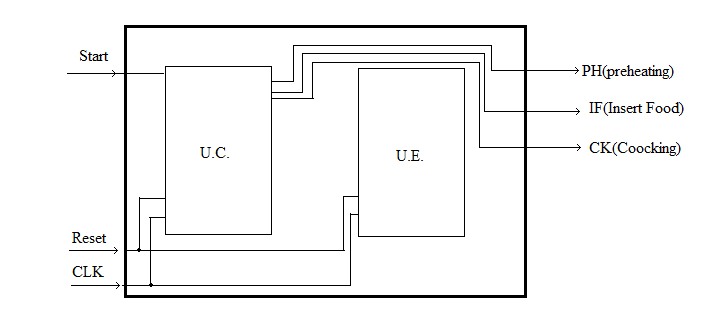 Start
PH(preheating)
IF(Insert Food)
U.C.
U.E.
CK(Coocking)
Reset
CLK